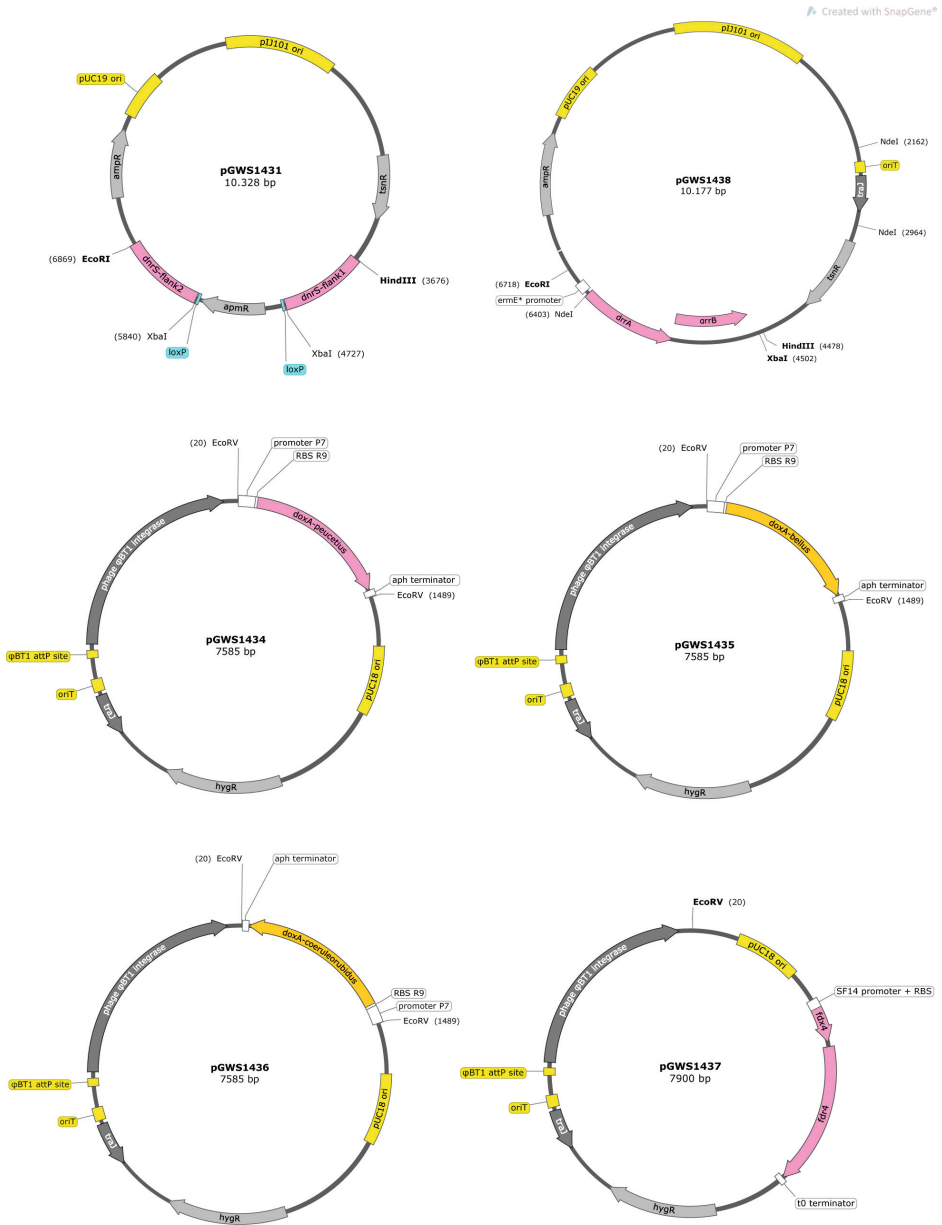 Created with SnapGene®
pIJ101 ori
pUC19 ori
ampR
tsnR
pGWS1431
10.328 bp
(6869) EcoRI
dnrS-flank2
HindIII (3676)
dnrS-flank1
apmR
(5840) XbaI
XbaI (4727)
loxP
loxP
pIJ101 ori
pUC19 ori
NdeI (2162)
oriT
traJ
ampR
pGWS1438
10.177 bp
NdeI (2964)
tsnR
(6718) EcoRI
ermE* promoter
(6403) NdeI
drrA
drrB
HindIII (4478)
XbaI (4502)
(20) EcoRV
promoter P7
RBS R9
doxA-peucetius
phage φBT1 integrase
aph terminator
EcoRV (1489)
pGWS1434
7585 bp
φBT1 attP site
oriT
traJ
pUC18 ori
hygR
(20) EcoRV
promoter P7
RBS R9
doxA-bellus
phage φBT1 integrase
aph terminator
EcoRV (1489)
pGWS1435
7585 bp
φBT1 attP site
oriT
traJ
pUC18 ori
hygR
(20) EcoRV
aph terminator
doxA-coeruleorubidus
phage φBT1 integrase
RBS R9
promoter P7
EcoRV (1489)
pGWS1436
7585 bp
φBT1 attP site
oriT
traJ
pUC18 ori
hygR
EcoRV (20)
pUC18 ori
phage φBT1 integrase
SF14 promoter + RBS
fdx4
pGWS1437
7900 bp
φBT1 attP site
oriT
traJ
fdr4
t0 terminator
hygR